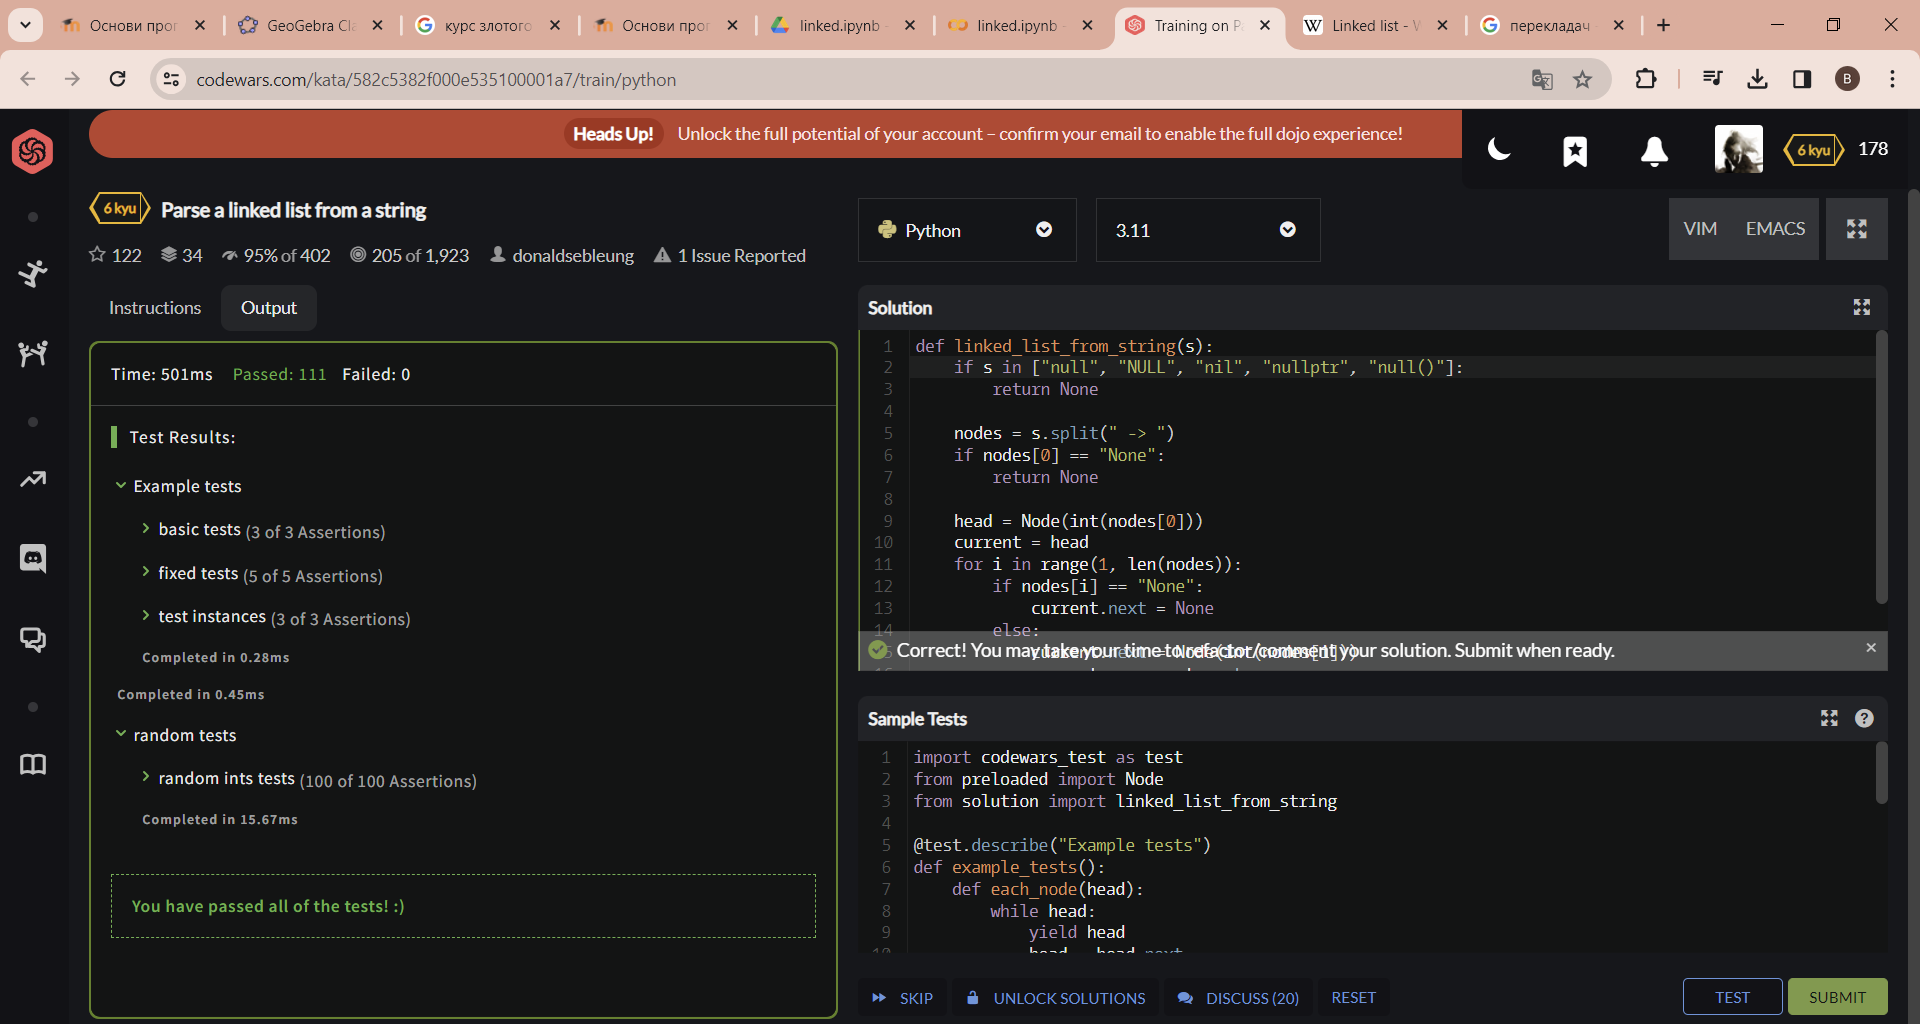 Основи прог
GeoGebra Cla
курс злотого
Основи прог
linked.ipynb -
linked.ipynb -
Training on Pa
Linked list - W
перекладач -
codewars.com/kata/582c5382f000e535100001a7/train/python
B
Heads Up! Unlock the full potential of your account – confirm your email to enable the full dojo experience!
6 kyu 178
6 kyu Parse a linked list from a string
122 34 95% of 402 205 of 1,923 donaldsebleung 1 Issue Reported
Python
3.11
VIM EMACS
Instructions Output
Time: 501ms Passed: 111 Failed: 0
Test Results:
Example tests
basic tests (3 of 3 Assertions)
fixed tests (5 of 5 Assertions)
test instances (3 of 3 Assertions)
Completed in 0.28ms
Completed in 0.45ms
random tests
random ints tests (100 of 100 Assertions)
Completed in 15.67ms
You have passed all of the tests! :)
Solution
1 def linked_list_from_string(s):
2 if s in ["null", "NULL", "nil", "nullptr", "null()"]:
3 return None
4
5 nodes = s.split(" -> ")
6 if nodes[0] == "None":
7 return None
8
9 head = Node(int(nodes[0]))
10 current = head
11 for i in range(1, len(nodes)):
12 if nodes[i] == "None":
13 current.next = None
14 else:
current.next = Node(int(nodes[i]))
Correct! You may take your time to refactor/comment your solution. Submit when ready.
Sample Tests
1 import codewars_test as test
2 from preloaded import Node
3 from solution import linked_list_from_string
4
5 @test.describe("Example tests")
6 def example_tests():
7 def each_node(head):
8 while head:
9 yield head
10 head = head.next
SKIP UNLOCK SOLUTIONS DISCUSS (20) RESET TEST SUBMIT